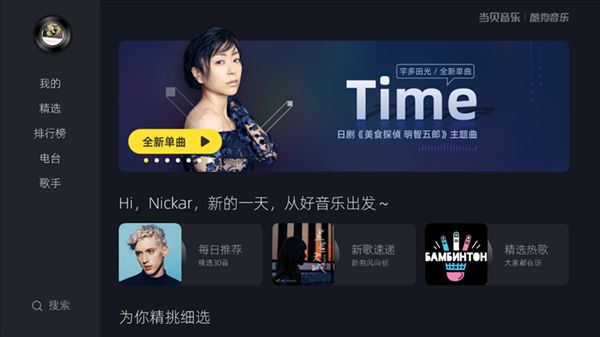 当贝音乐 | 酷狗音乐
我的
精选
排行榜
电台
歌手
搜索
宇多田光 / 全新单曲
Time
日剧《美食探侦 明智五郎》主题曲
全新单曲
Hi，Nickar，新的一天，从好音乐出发～
每日推荐
精选30首
新歌速递
新曲风向标
БАМБИНТОН
精选热歌
大家都在听
为你精挑细选